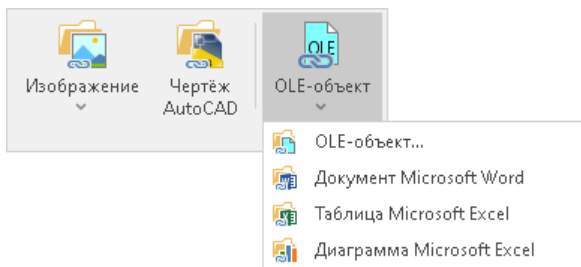 Изображение
Чертёж
AutoCAD
OLE
OLE-объект
OLE-объект...
Документ Microsoft Word
Таблица Microsoft Excel
Диаграмма Microsoft Excel